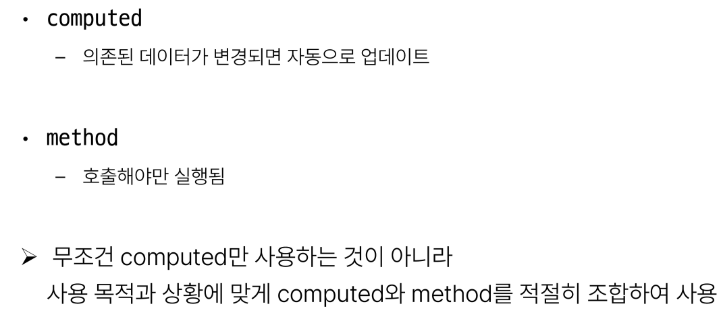 • computed
– 의존된 데이터가 변경되면 자동으로 업데이트
• method
– 호출해야만 실행됨
➢ 무조건 computed만 사용하는 것이 아니라
사용 목적과 상황에 맞게 computed와 method를 적절히 조합하여 사용